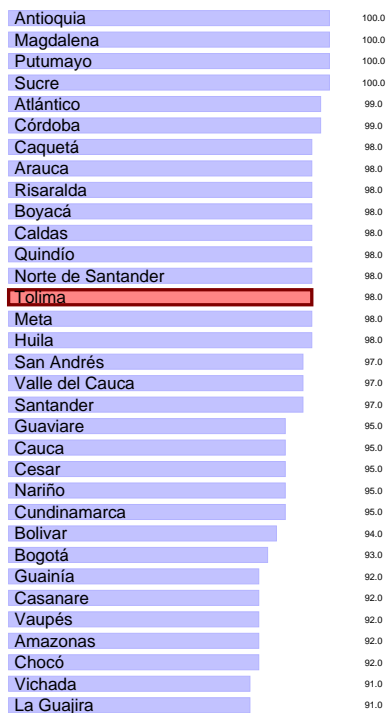 Antioquia 100.0
Magdalena 100.0
Putumayo 100.0
Sucre 100.0
Atlántico 99.0
Córdoba 99.0
Caquetá 98.0
Arauca 98.0
Risaralda 98.0
Boyacá 98.0
Caldas 98.0
Quindío 98.0
Norte de Santander 98.0
Tolima 98.0
Meta 98.0
Huila 98.0
San Andrés 97.0
Valle del Cauca 97.0
Santander 97.0
Guaviare 95.0
Cauca 95.0
Cesar 95.0
Nariño 95.0
Cundinamarca 95.0
Bolivar 94.0
Bogotá 93.0
Guainía 92.0
Casanare 92.0
Vaupés 92.0
Amazonas 92.0
Chocó 92.0
Vichada 91.0
La Guajira 91.0